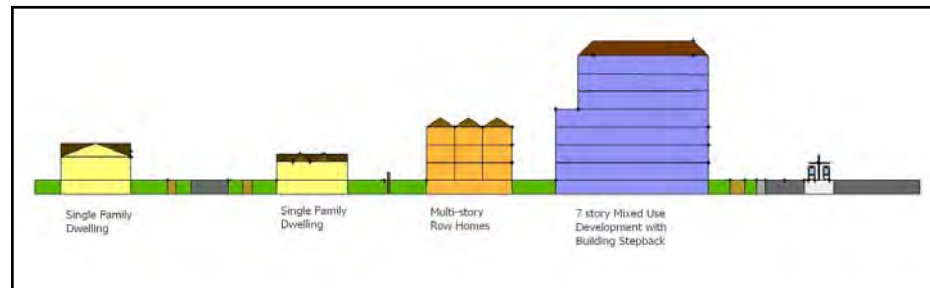 Single Family
Dwelling
Single Family
Dwelling
Multi-story
Row Homes
7 story Mixed Use
Development with
Building Stepback